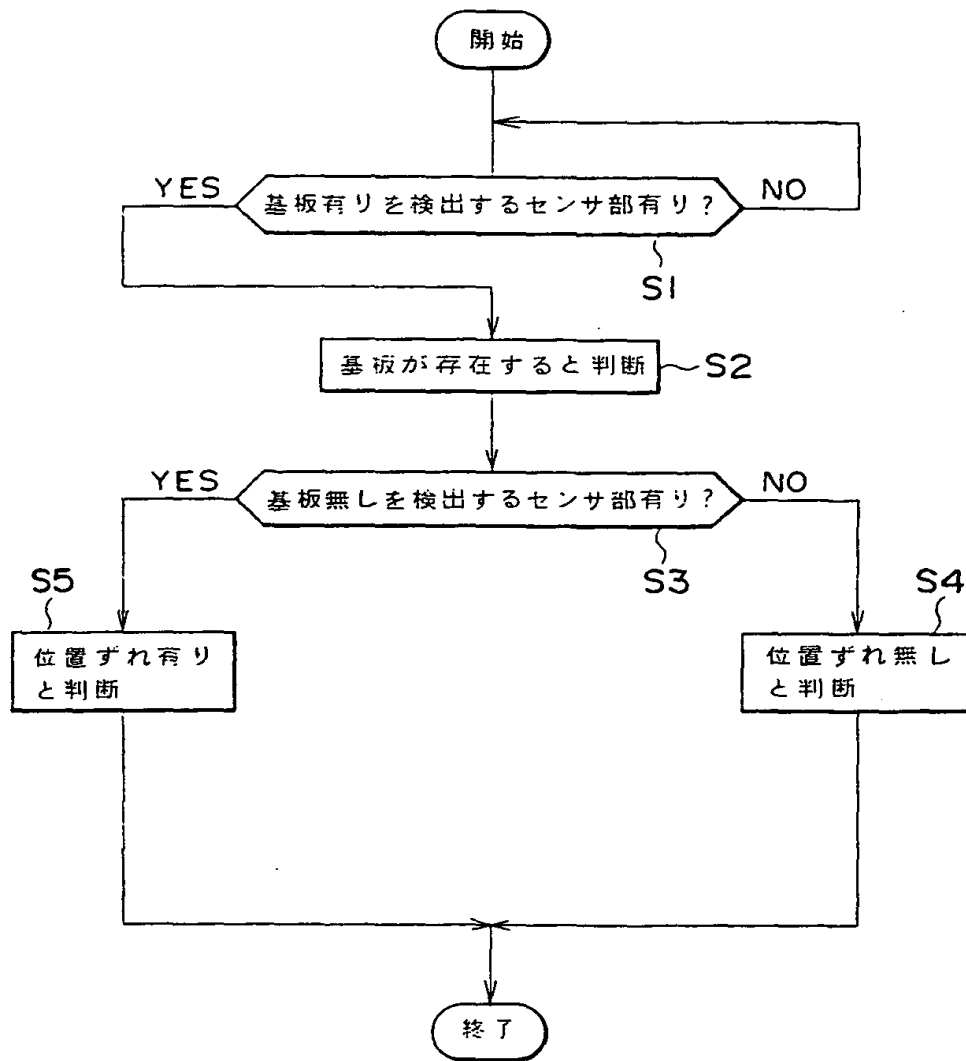 開始
YES
基板有りを検出するセンサ部有り？
NO
S1
基板が存在すると判断
S2
YES
基板無しを検出するセンサ部有り？
NO
S3
S5
S4
位置ずれ有り
と判断
位置ずれ無し
と判断
終了